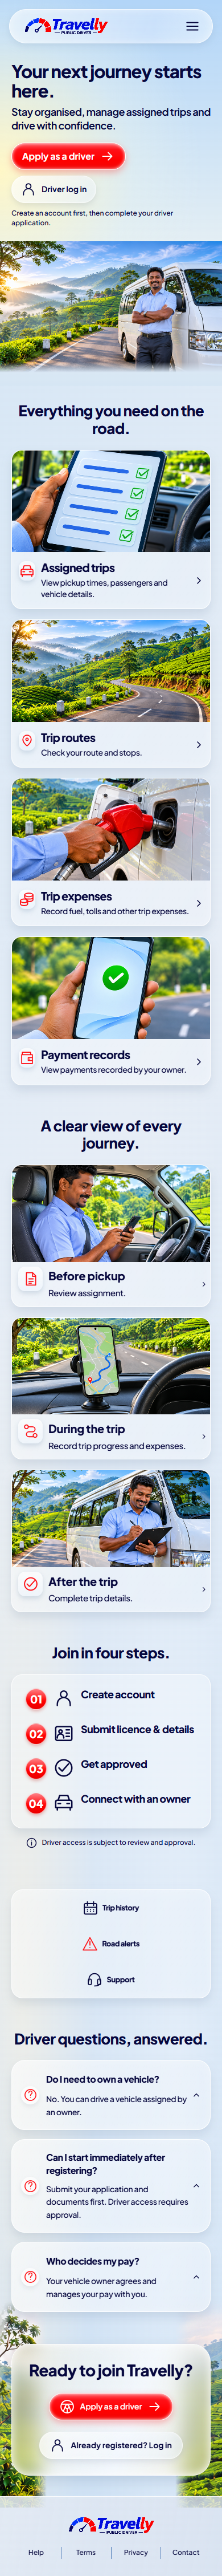 Travelly
PUBLIC DRIVER
Your next journey starts
here.
Stay organised, manage assigned trips and
drive with confidence.
Apply as a driver
Driver log in
Create an account first, then complete your driver
application.
Everything you need on the
road.
Assigned trips
View pickup times, passengers and
vehicle details.
Trip routes
Check your route and stops.
Trip expenses
Record fuel, tolls and other trip expenses.
Payment records
View payments recorded by your owner.
A clear view of every
journey.
Before pickup
Review assignment.
During the trip
Record trip progress and expenses.
After the trip
Complete trip details.
Join in four steps.
01 Create account
02 Submit licence & details
03 Get approved
04 Connect with an owner
Driver access is subject to review and approval.
Trip history
Road alerts
Support
Driver questions, answered.
Do I need to own a vehicle?
No. You can drive a vehicle assigned by
an owner.
Can I start immediately after
registering?
Submit your application and
documents first. Driver access requires
approval.
Who decides my pay?
Your vehicle owner agrees and
manages your pay with you.
Ready to join Travelly?
Apply as a driver
Already registered? Log in
Travelly
PUBLIC DRIVER
Help Terms Privacy Contact